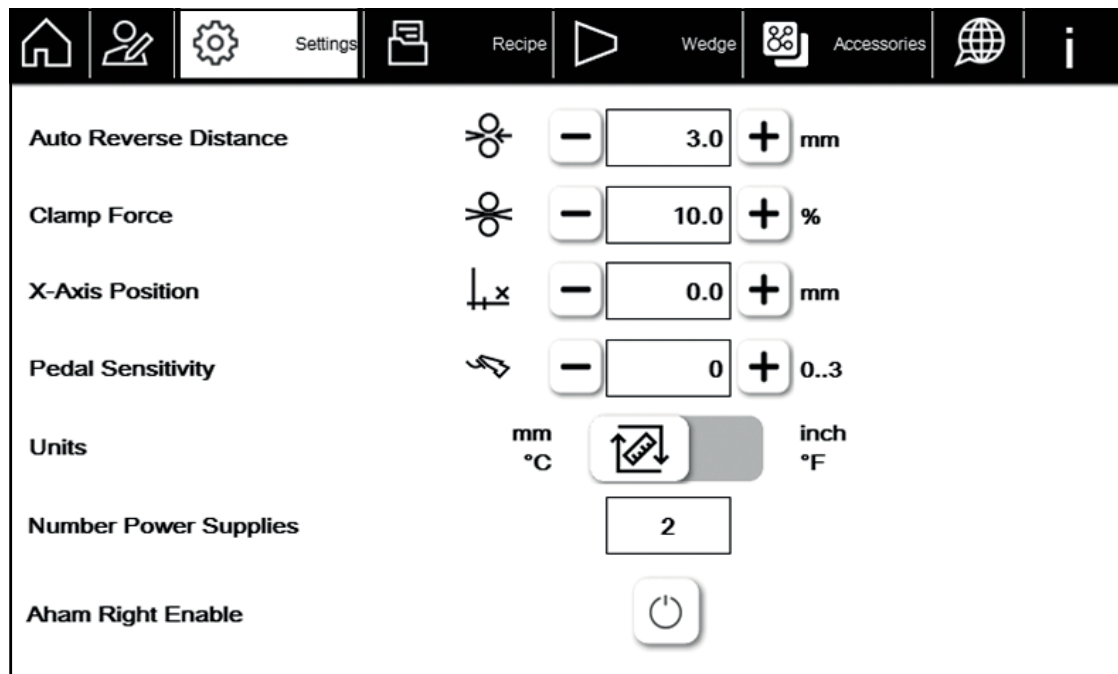 Settings Recipe Wedge Accessories i
Auto Reverse Distance 3.0 mm
Clamp Force 10.0 %
X-Axis Position 0.0 mm
Pedal Sensitivity 0 0..3
Units mm °C inch °F
Number Power Supplies 2
Aham Right Enable